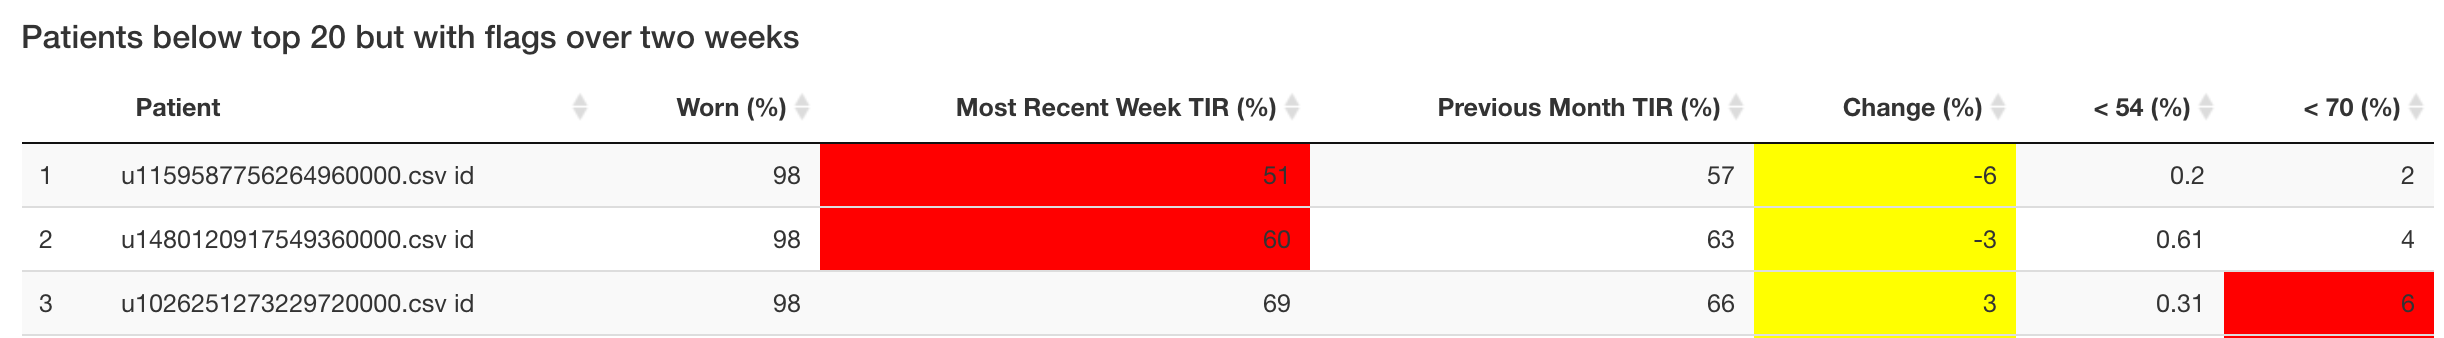 Patients below top 20 but with flags over two weeks
Patient Worn (%) Most Recent Week TIR (%) Previous Month TIR (%) Change (%) < 54 (%) < 70 (%)
1 u1159587756264960000.csv id 98 51 57 -6 0.2 2
2 u1480120917549360000.csv id 98 60 63 -3 0.61 4
3 u1026251273229720000.csv id 98 69 66 3 0.31 6